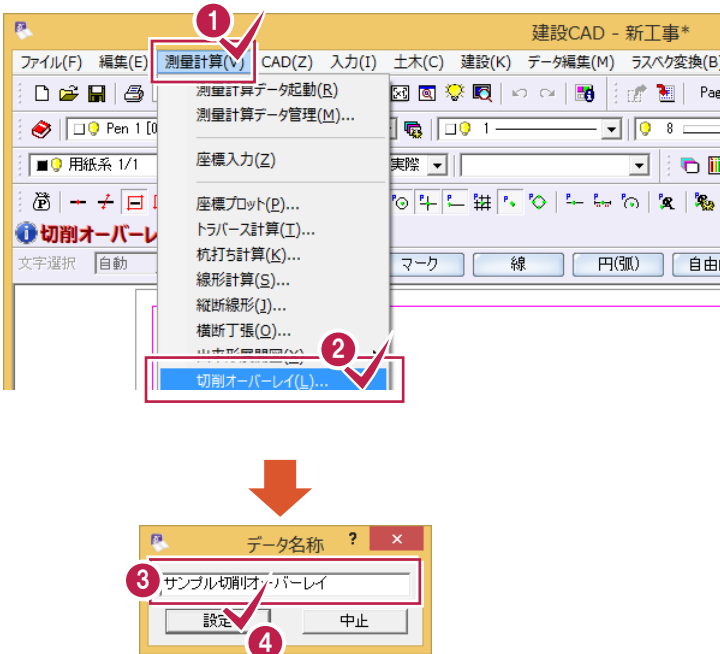 1
建設CAD - 新工事*
ファイル(F) 編集(E) 測量計算(V) CAD(Z) 入力(I) 土木(C) 建設(K) データ編集(M) ラスベク変換(B)
測量計算データ起動(R)
Pag
測量計算データ管理(M)...
Pen 1 [0
1
8
用紙系 1/1
座標入力(Z)
実際
座標プロット(P)...
切削オーバーレ
トラバース計算(T)...
文字選択 自動
杭打ち計算(K)...
マーク 線 円(弧) 自由
線形計算(S)...
縦断線形(J)...
横断丁張(O)...
2
切削オーバーレイ(L)...
データ名称 ? ×
3
サンプル切削オーバーレイ
設定 中止
4